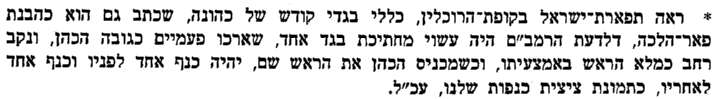 * ראה תפארת־ישראל בקופת־הרוכלין, כללי בגדי קודש של כהונה, שכתב גם הוא כהבנת
פאר־הלכה, דלדעת הרמב״ם היה עשוי מחתיכת בגד אחד, שארכו פעמיים כגובה הכהן, ונקב
רחב כמלא הראש באמצעיתו, וכשמכניס הכהן את הראש שם, יהיה כנף אחד לפניו וכנף אחד
לאחריו, כתמונת ציצית כנפות שלנו, עכ״ל.